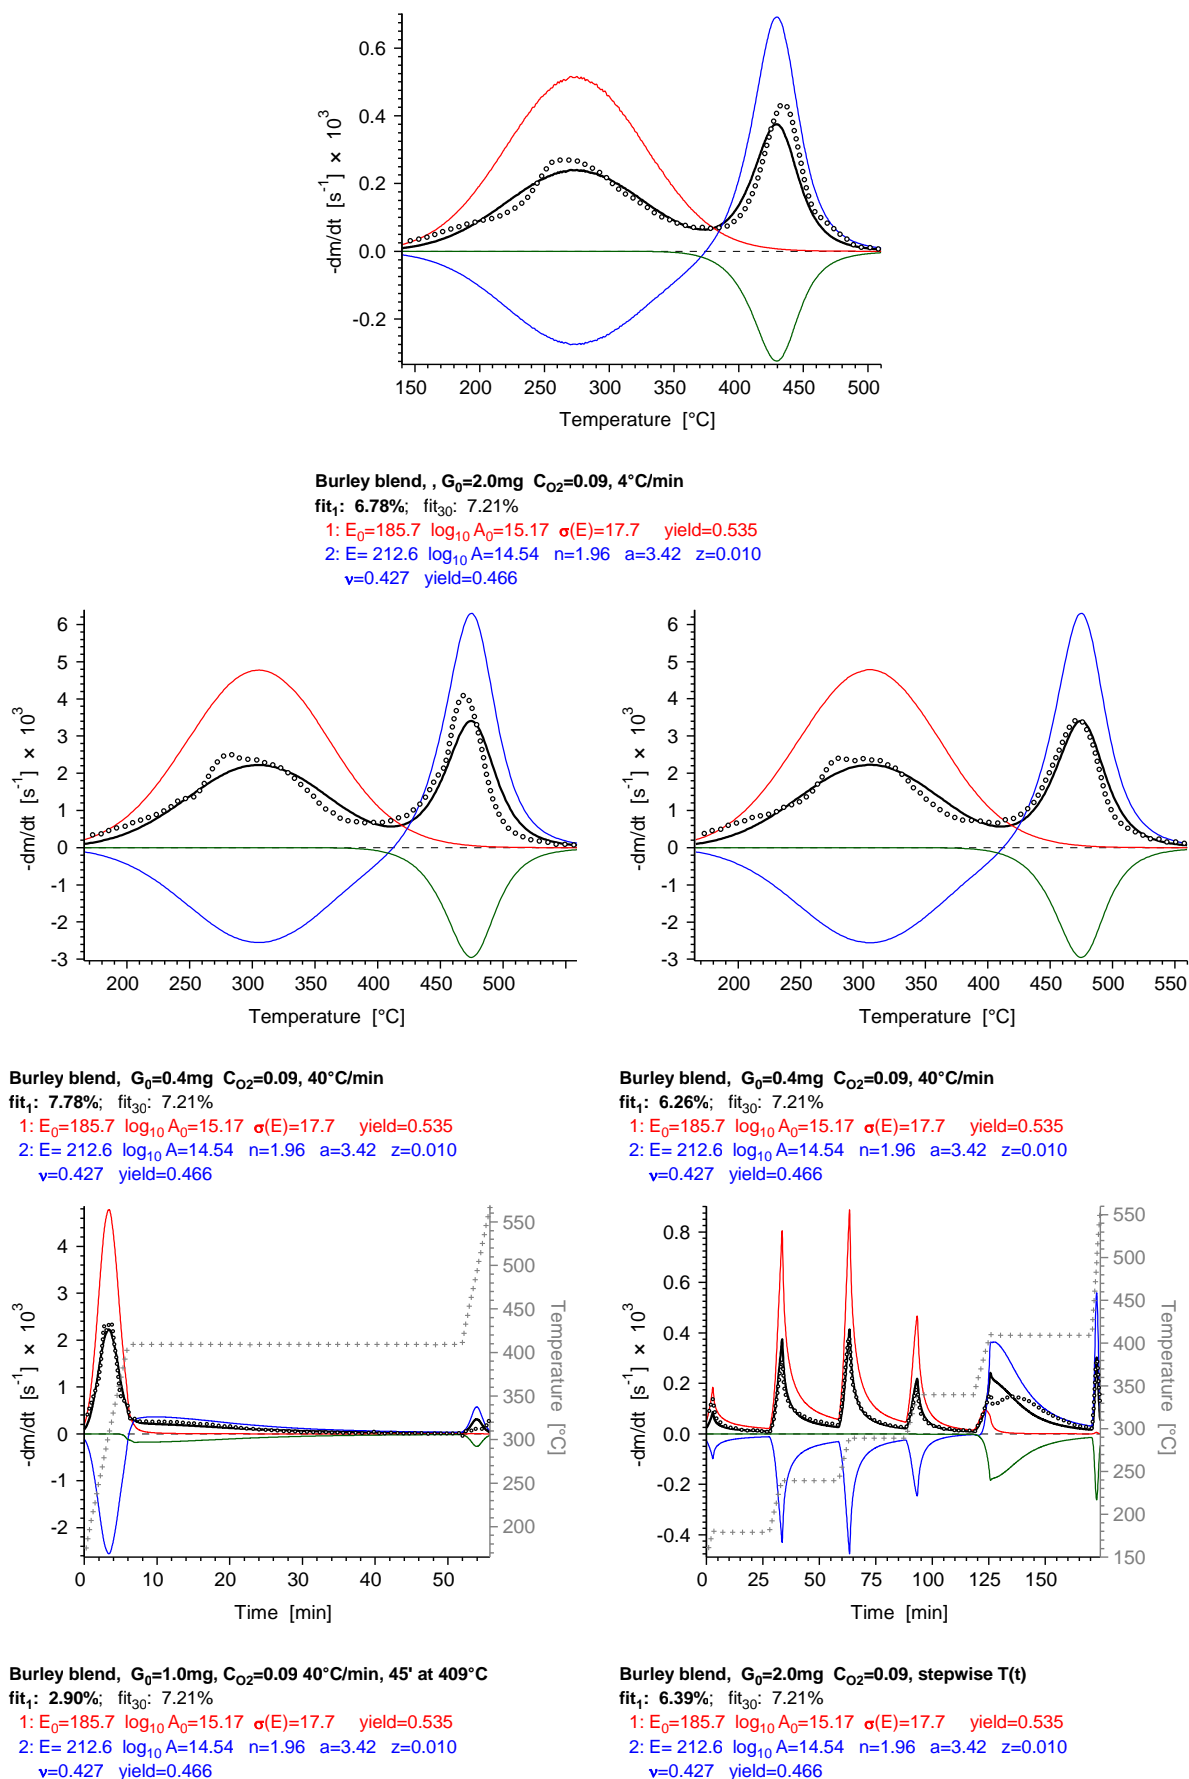 0.6
0.4
0.2
0.0
-0.2
-dm/dt [s⁻¹] × 10³
150 200 250 300 350 400 450 500
Temperature [°C]
Burley blend, , G₀=2.0mg C_O2=0.09, 4°C/min
fit₁: 6.78%; fit₃₀: 7.21%
1: E₀=185.7 log₁₀ A₀=15.17 σ(E)=17.7 yield=0.535
2: E= 212.6 log₁₀ A=14.54 n=1.96 a=3.42 z=0.010
ν=0.427 yield=0.466
6
5
4
3
2
1
0
-1
-2
-3
-dm/dt [s⁻¹] × 10³
200 250 300 350 400 450 500
Temperature [°C]
Burley blend, G₀=0.4mg C_O2=0.09, 40°C/min
fit₁: 7.78%; fit₃₀: 7.21%
1: E₀=185.7 log₁₀ A₀=15.17 σ(E)=17.7 yield=0.535
2: E= 212.6 log₁₀ A=14.54 n=1.96 a=3.42 z=0.010
ν=0.427 yield=0.466
6
5
4
3
2
1
0
-1
-2
-3
-dm/dt [s⁻¹] × 10³
200 250 300 350 400 450 500 550
Temperature [°C]
Burley blend, G₀=0.4mg C_O2=0.09, 40°C/min
fit₁: 6.26%; fit₃₀: 7.21%
1: E₀=185.7 log₁₀ A₀=15.17 σ(E)=17.7 yield=0.535
2: E= 212.6 log₁₀ A=14.54 n=1.96 a=3.42 z=0.010
ν=0.427 yield=0.466
4
3
2
1
0
-1
-2
-dm/dt [s⁻¹] × 10³
550
500
450
400
350
300
250
200
Temperature [°C]
0 10 20 30 40 50
Time [min]
Burley blend, G₀=1.0mg, C_O2=0.09 40°C/min, 45' at 409°C
fit₁: 2.90%; fit₃₀: 7.21%
1: E₀=185.7 log₁₀ A₀=15.17 σ(E)=17.7 yield=0.535
2: E= 212.6 log₁₀ A=14.54 n=1.96 a=3.42 z=0.010
ν=0.427 yield=0.466
0.8
0.6
0.4
0.2
0.0
-0.2
-0.4
-dm/dt [s⁻¹] × 10³
550
500
450
400
350
300
250
200
150
Temperature [°C]
0 25 50 75 100 125 150
Time [min]
Burley blend, G₀=2.0mg C_O2=0.09, stepwise T(t)
fit₁: 6.39%; fit₃₀: 7.21%
1: E₀=185.7 log₁₀ A₀=15.17 σ(E)=17.7 yield=0.535
2: E= 212.6 log₁₀ A=14.54 n=1.96 a=3.42 z=0.010
ν=0.427 yield=0.466